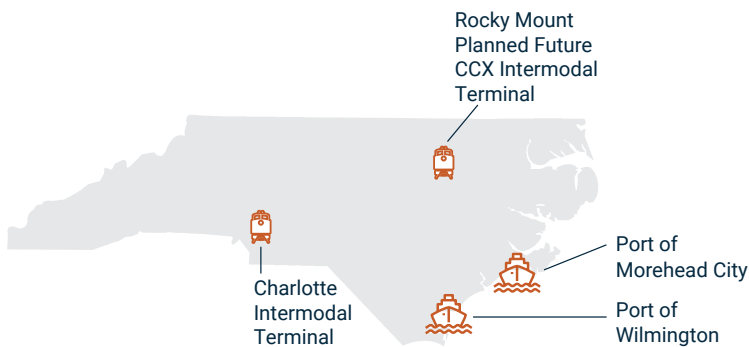 Rocky Mount
Planned Future
CCX Intermodal
Terminal
Port of
Morehead City
Charlotte
Intermodal
Terminal
Port of
Wilmington